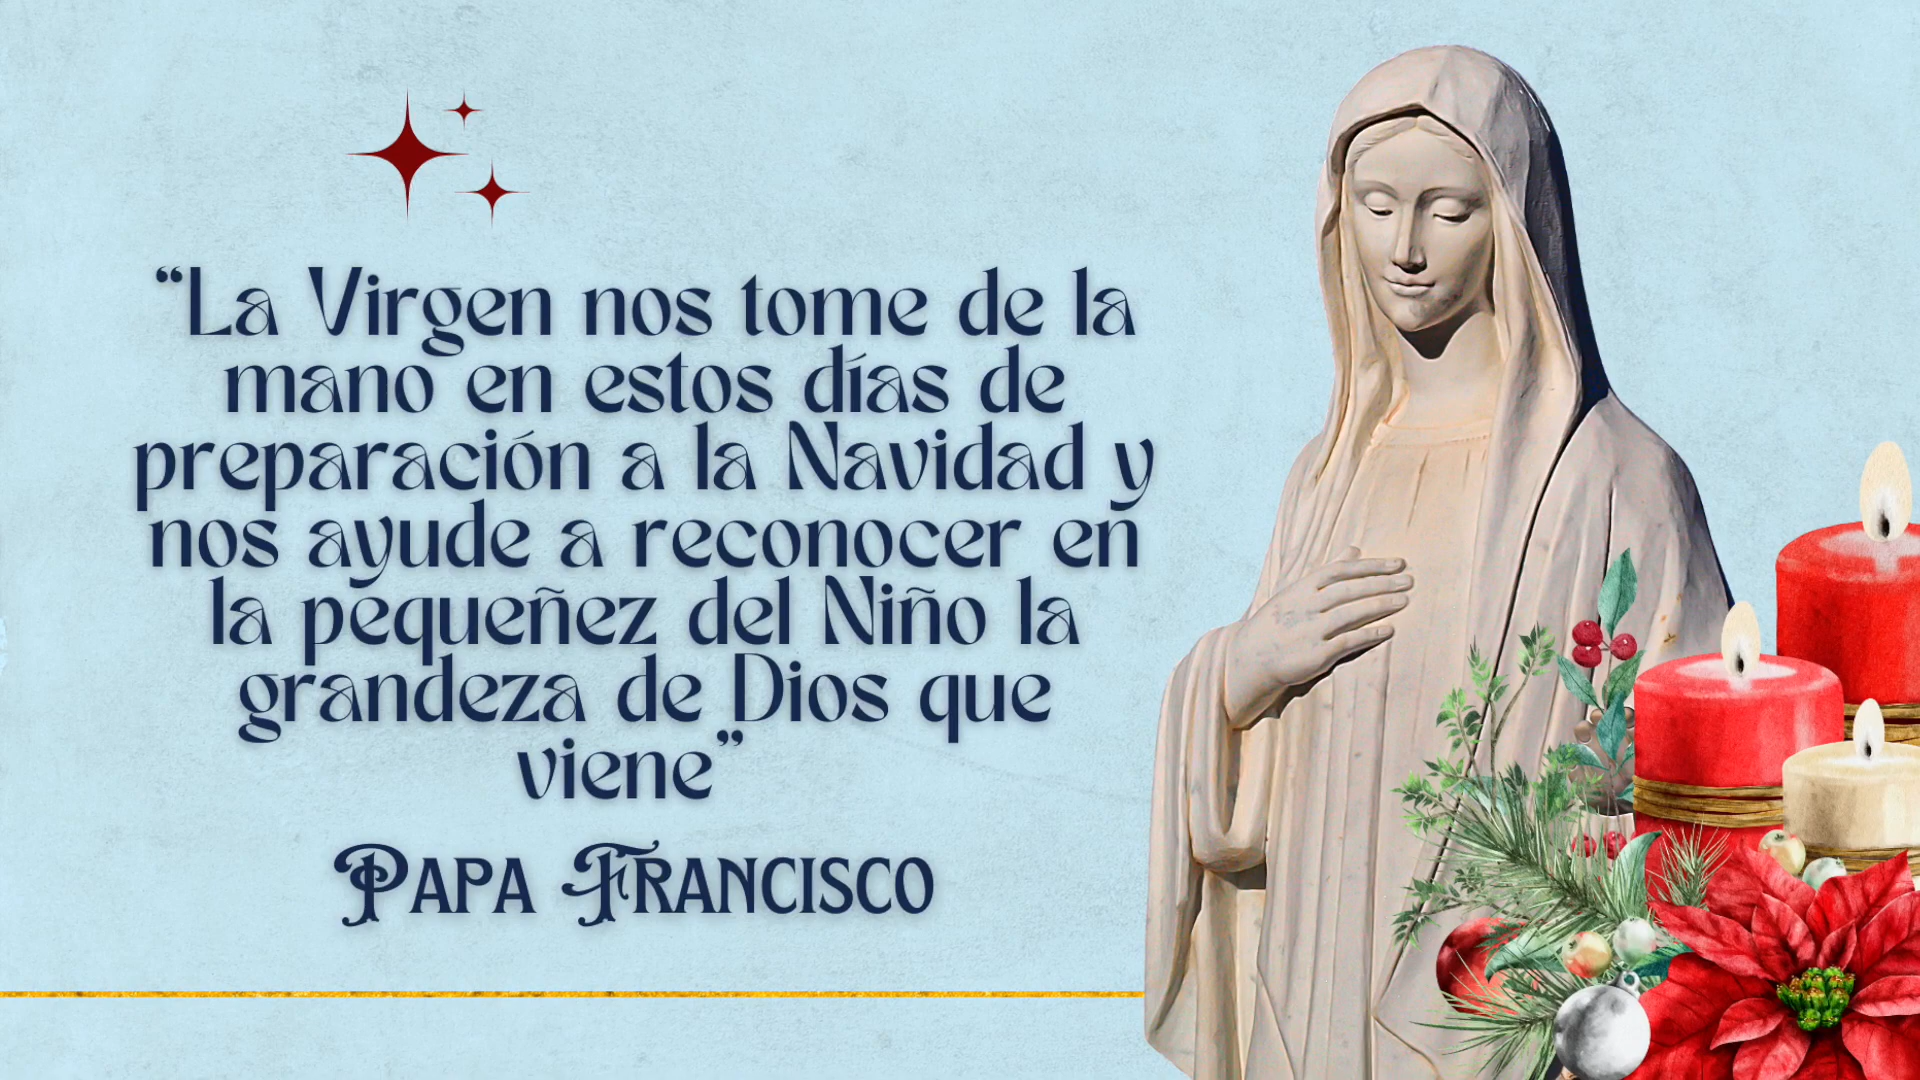 “La Virgen nos tome de la
mano en estos días de
preparación a la Navidad y
nos ayude a reconocer en
la pequeñez del Niño la
grandeza de Dios que
viene”
Papa Francisco